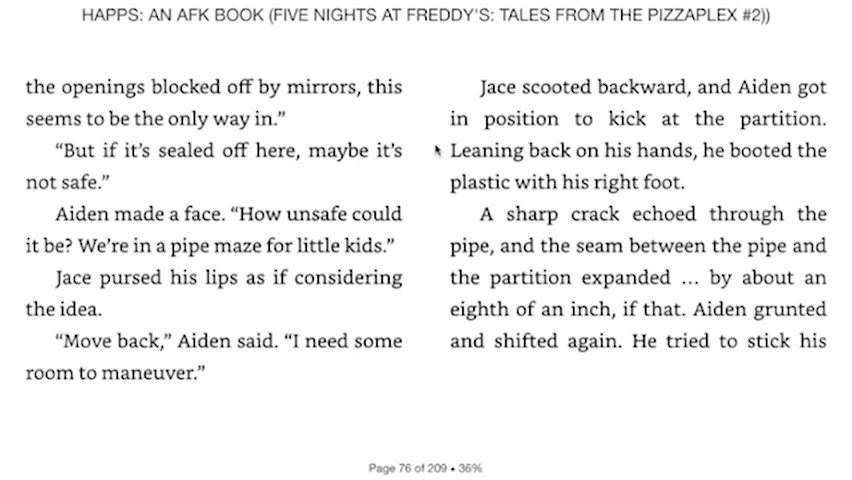 HAPPS: AN AFK BOOK (FIVE NIGHTS AT FREDDY'S: TALES FROM THE PIZZAPLEX #2))
the openings blocked off by mirrors, this
seems to be the only way in.”
“But if it’s sealed off here, maybe it’s
not safe.”
Aiden made a face. “How unsafe could
it be? We’re in a pipe maze for little kids.”
Jace pursed his lips as if considering
the idea.
“Move back,” Aiden said. “I need some
room to maneuver.”
Jace scooted backward, and Aiden got
in position to kick at the partition.
Leaning back on his hands, he booted the
plastic with his right foot.
A sharp crack echoed through the
pipe, and the seam between the pipe and
the partition expanded ... by about an
eighth of an inch, if that. Aiden grunted
and shifted again. He tried to stick his
Page 76 of 209 • 36%